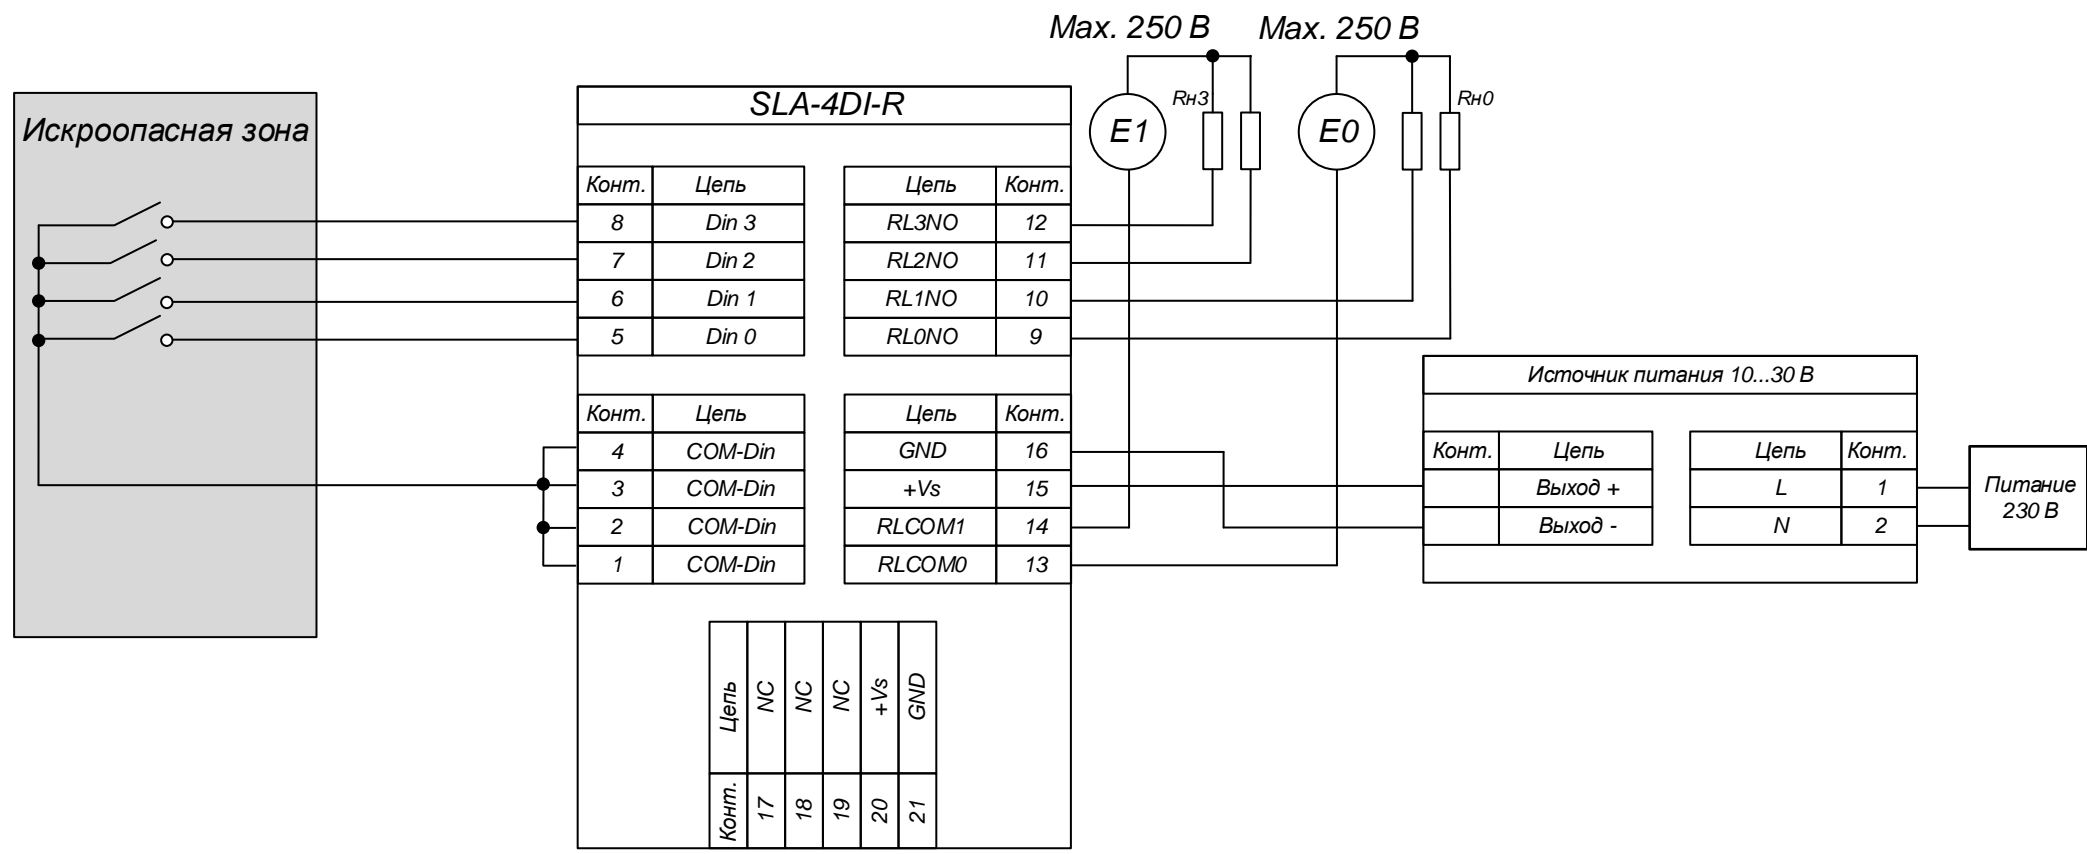 Max. 250 В Max. 250 В
SLA-4DI-R
Rн3 Rн0
Искроопасная зона
E1 E0
Конт. Цепь Цепь Конт.
8 Din 3 RL3NO 12
7 Din 2 RL2NO 11
6 Din 1 RL1NO 10
5 Din 0 RL0NO 9
Источник питания 10...30 В
Конт. Цепь Цепь Конт.
4 COM-Din GND 16
3 COM-Din +Vs 15
2 COM-Din RLCOM1 14
1 COM-Din RLCOM0 13
Конт. Цепь Цепь Конт.
Выход + L 1
Выход - N 2
Питание
230 В
Цепь NC NC NC +Vs GND
Конт. 17 18 19 20 21